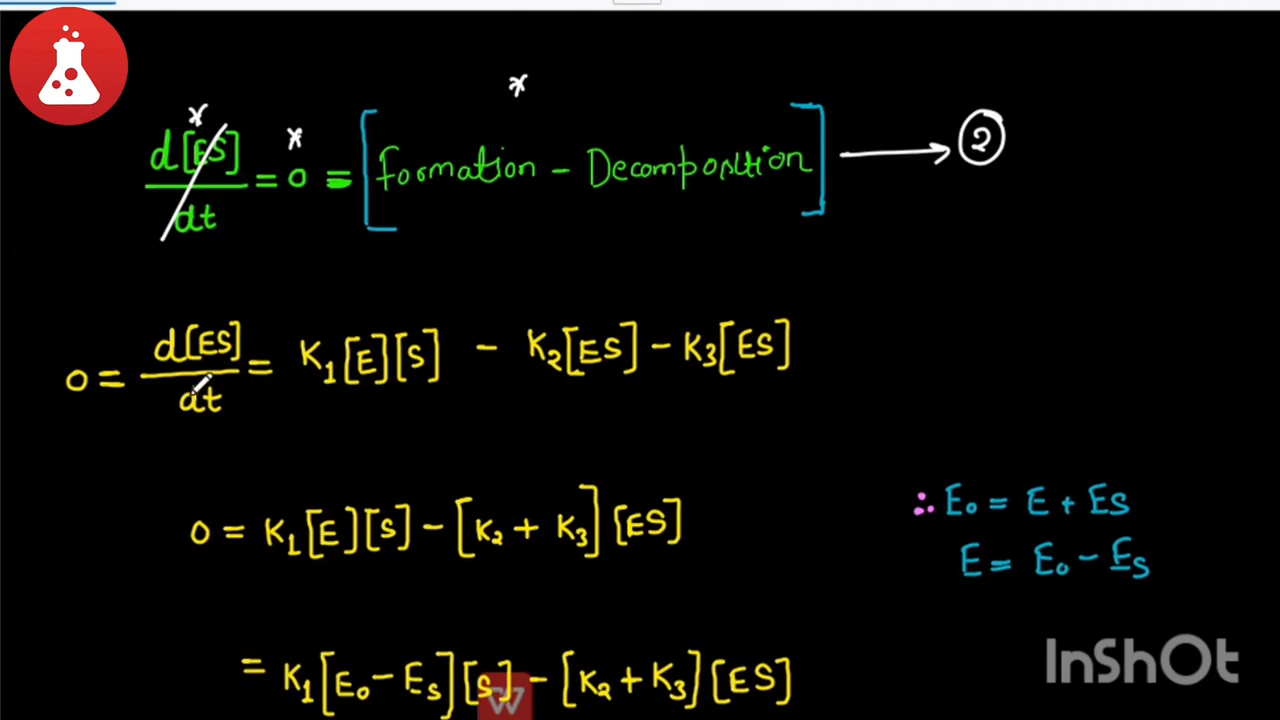 d[ES]/dt = 0 = [Formation - Decomposition] → 2
0 = d[ES]/dt = K₁[E][S] - K₂[ES] - K₃[ES]
0 = K₁[E][S] - [K₂ + K₃][ES]
∴ E₀ = E + ES
E = E₀ - Es
= K₁[E₀ - Es][S] - [K₂ + K₃][ES]
W
InShOt